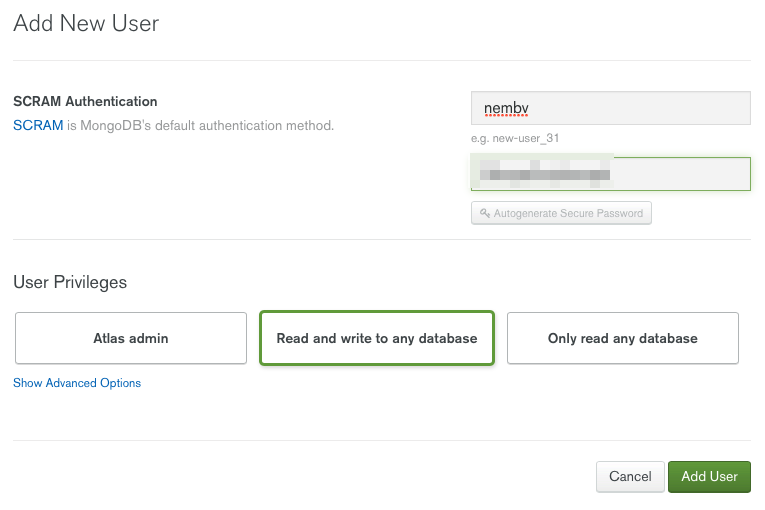 Add New User
SCRAM Authentication
SCRAM is MongoDB's default authentication method.
nembv
e.g. new-user_31
Autogenerate Secure Password
User Privileges
Atlas admin
Read and write to any database
Only read any database
Show Advanced Options
Cancel
Add User